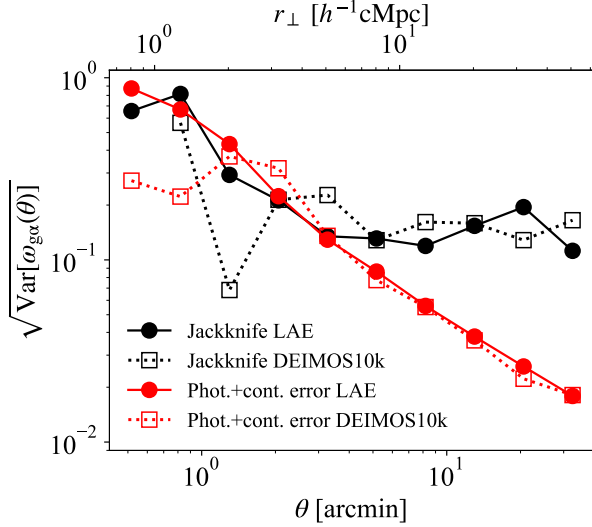 r⊥ [h⁻¹cMpc]
10⁰ 10¹
10⁰
10⁻¹
10⁻²
√Var[ωgα(θ)]
Jackknife LAE
Jackknife DEIMOS10k
Phot.+cont. error LAE
Phot.+cont. error DEIMOS10k
10⁰ 10¹
θ [arcmin]